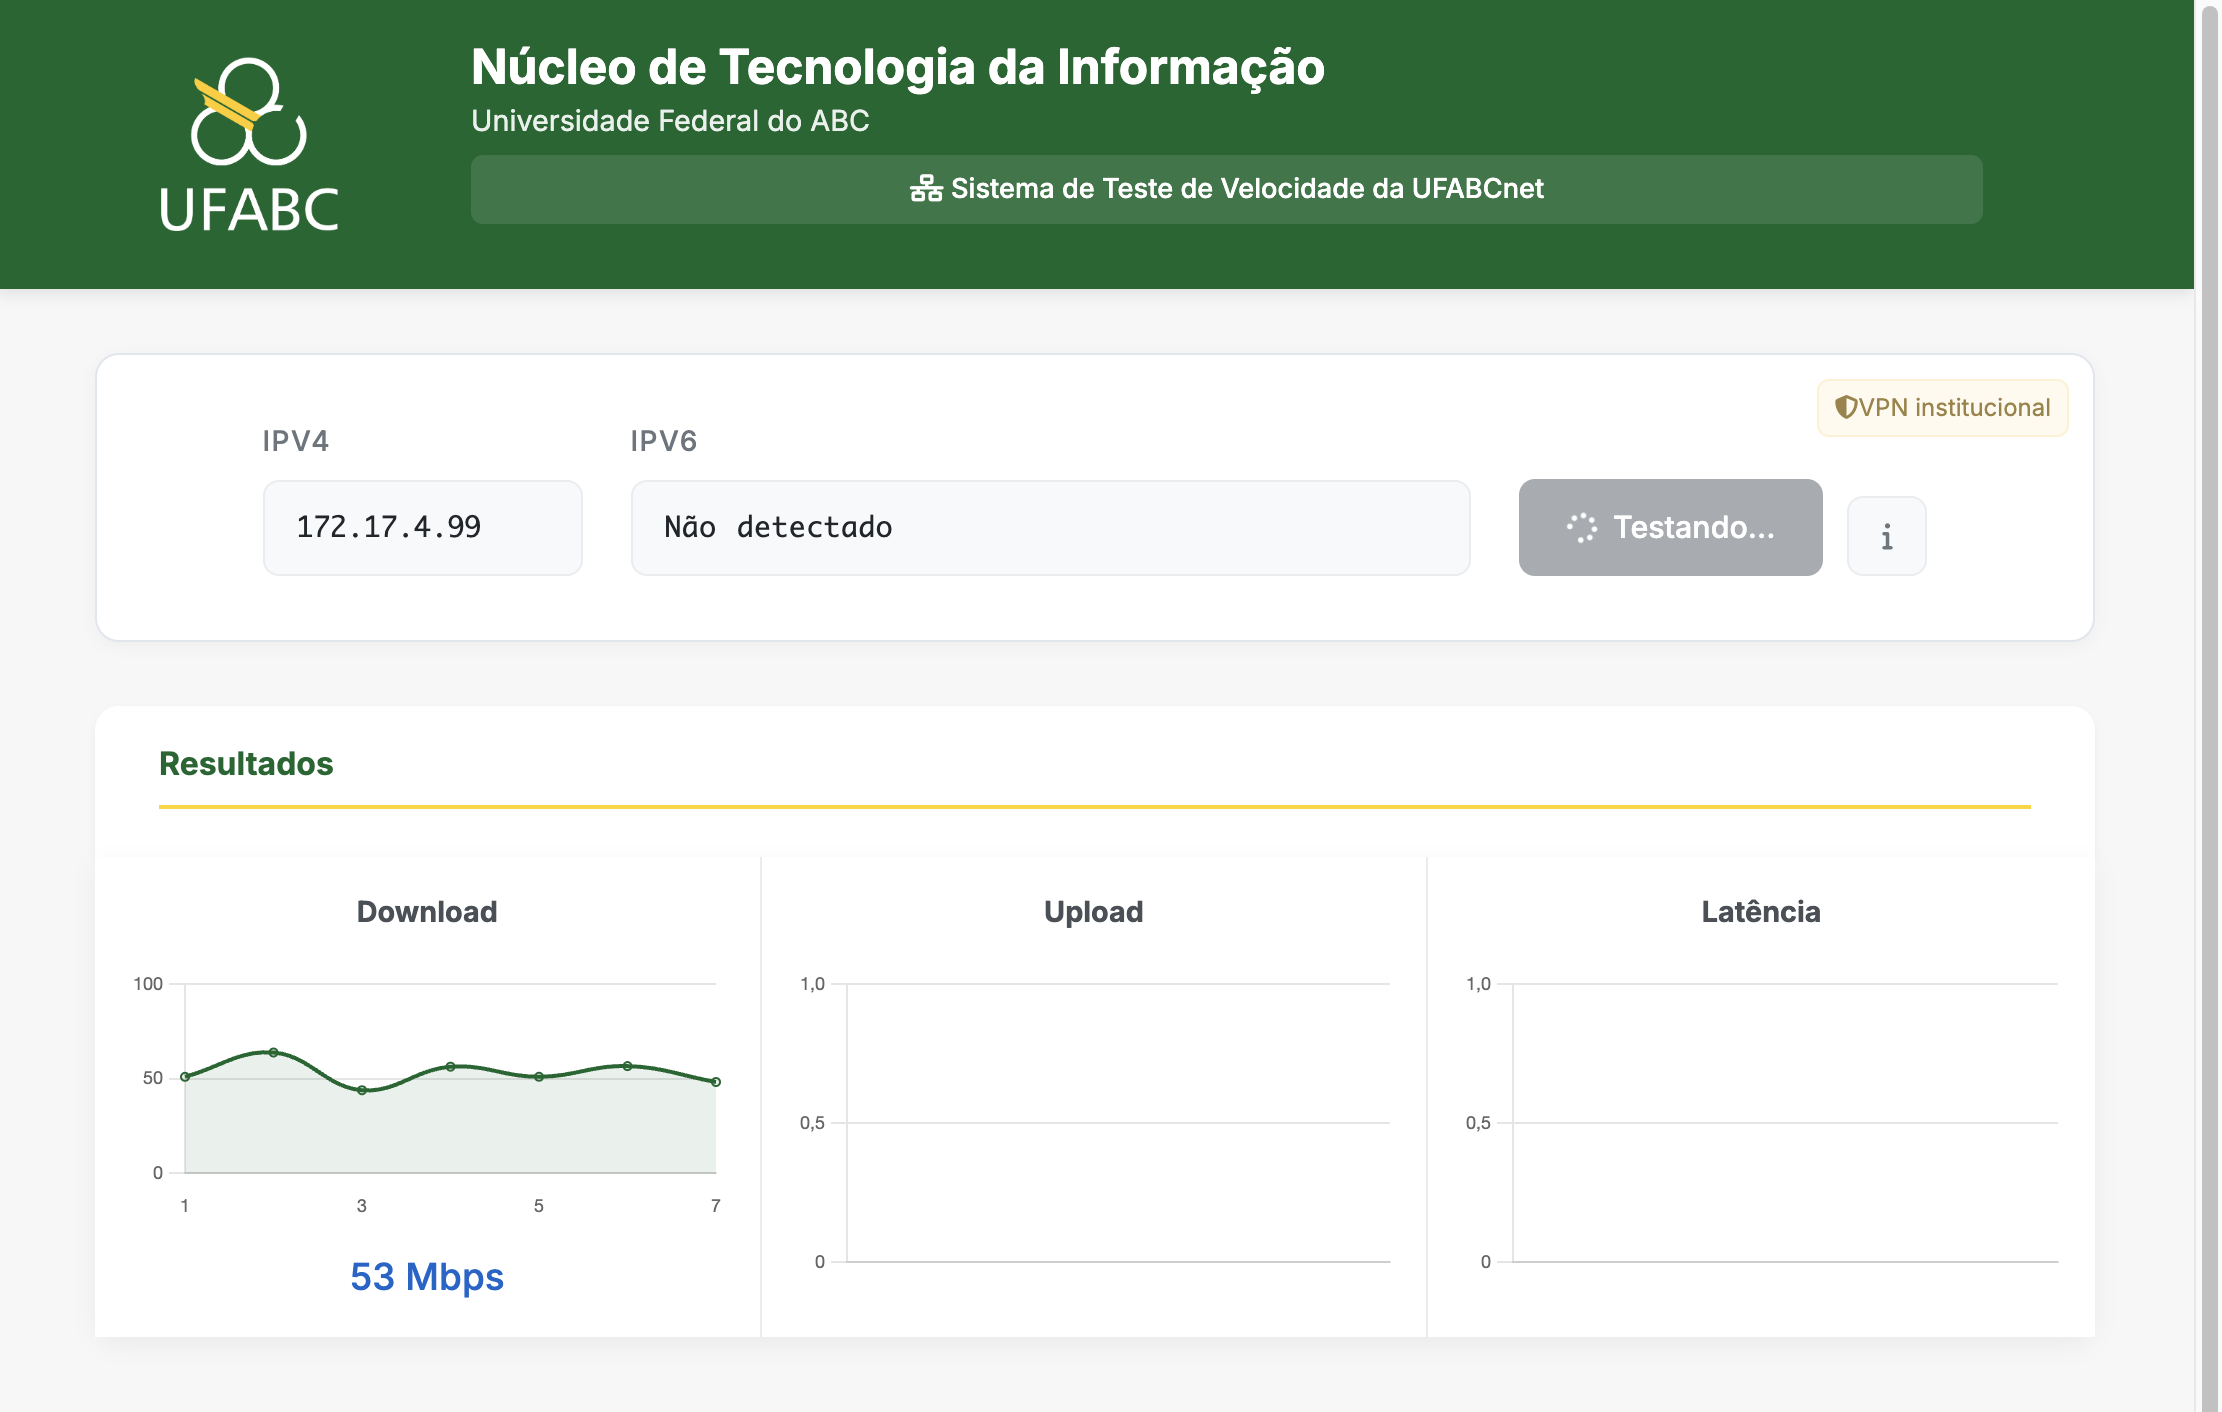 Núcleo de Tecnologia da Informação
Universidade Federal do ABC
Sistema de Teste de Velocidade da UFABCnet
UFABC
VPN institucional
IPV4
IPV6
172.17.4.99
Não detectado
Testando...
i
Resultados
Download
Upload
Latência
100
50
0
1 3 5 7
53 Mbps
1,0
0,5
0
1,0
0,5
0